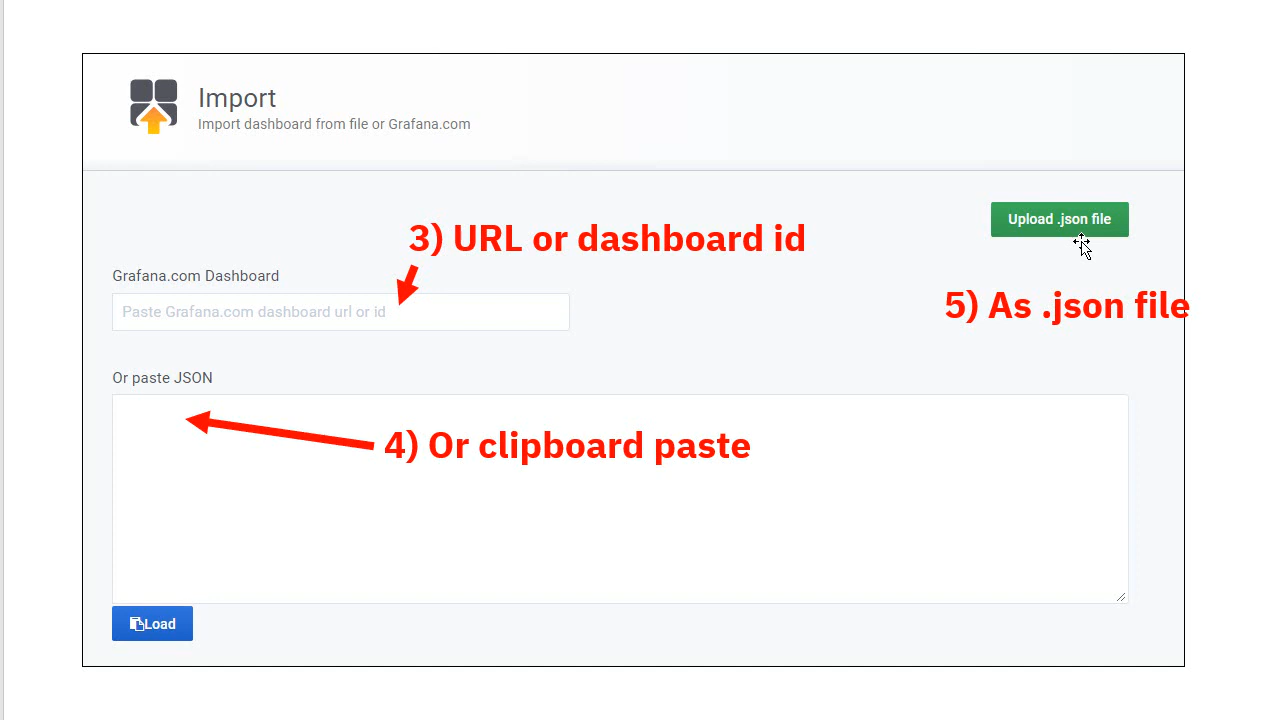 Import
Import dashboard from file or Grafana.com
Upload .json file
3) URL or dashboard id
Grafana.com Dashboard
Paste Grafana.com dashboard url or id
5) As .json file
Or paste JSON
4) Or clipboard paste
Load